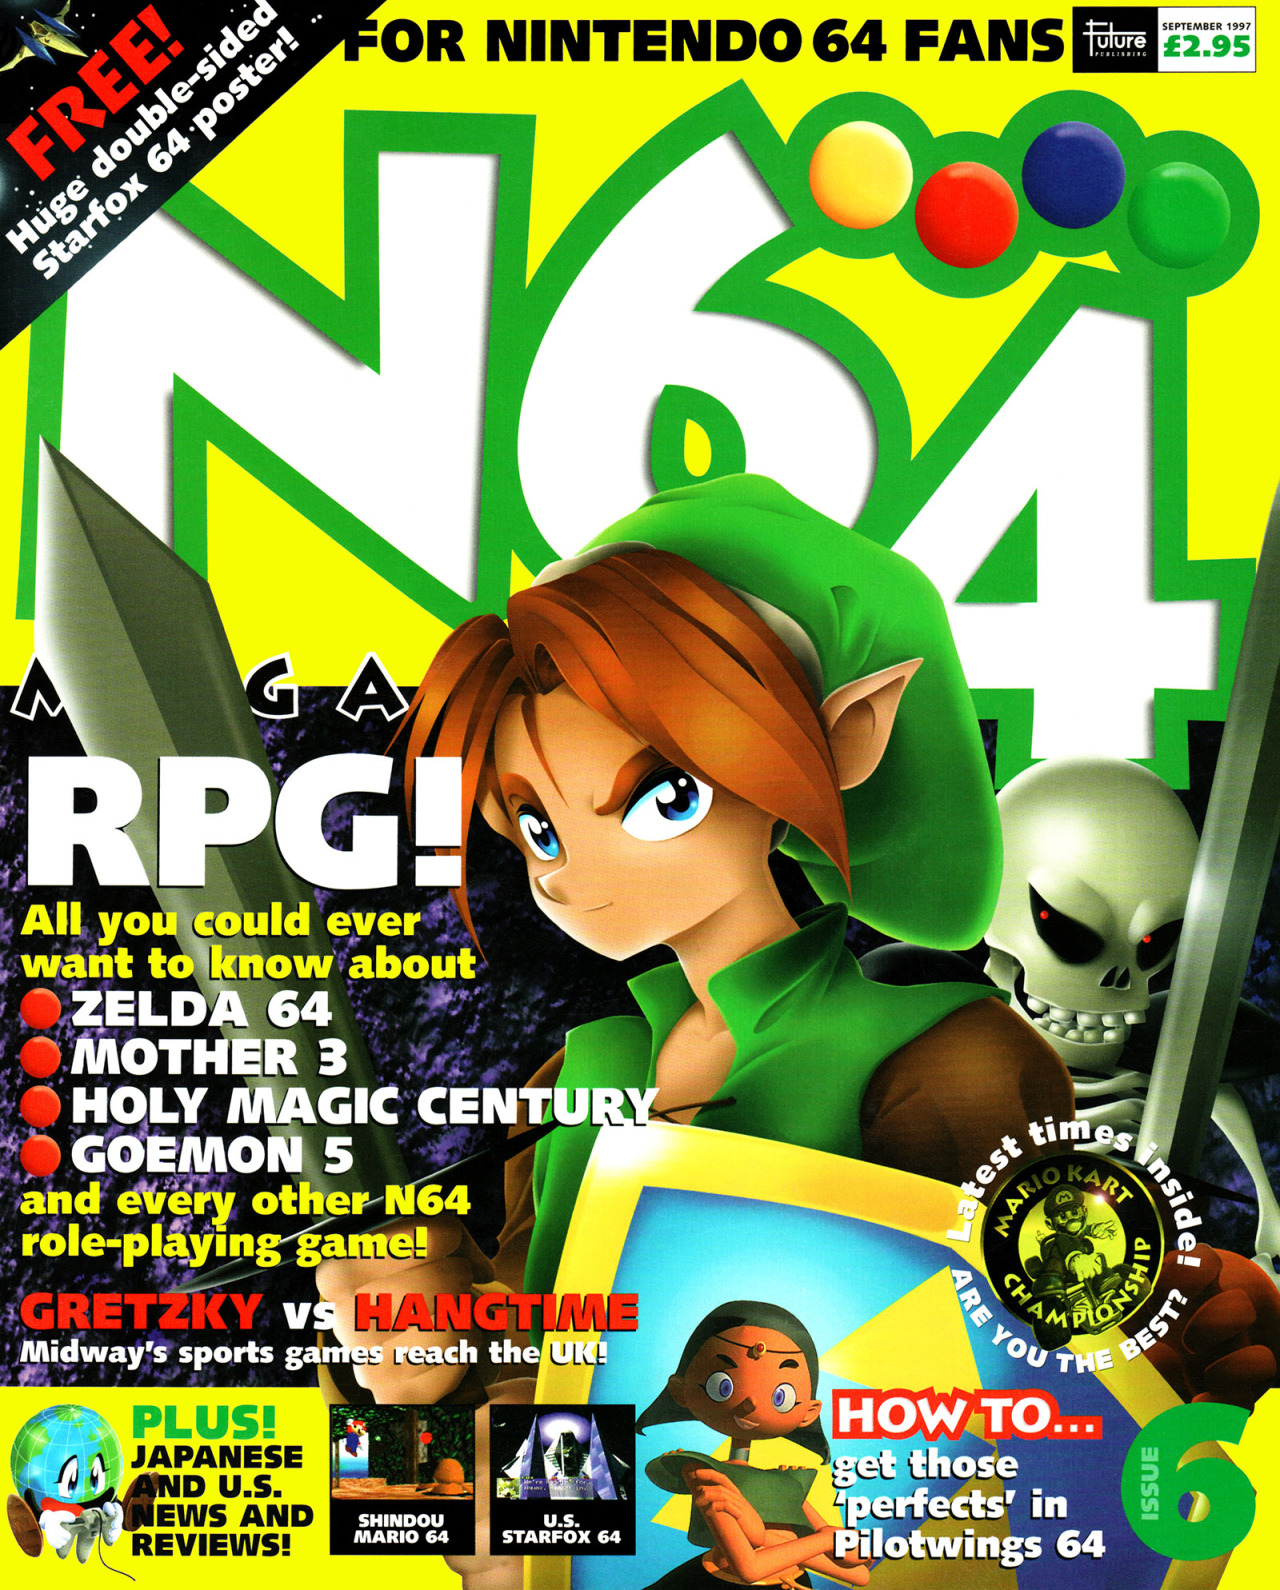 FREE!
Huge double-sided
Starfox 64 poster!
FOR NINTENDO 64 FANS
Future
PUBLISHING
SEPTEMBER 1997
£2.95
N64
GA
RPG!
All you could ever
want to know about
ZELDA 64
MOTHER 3
HOLY MAGIC CENTURY
GOEMON 5
and every other N64
role-playing game!
GRETZKY vs HANGTIME
Midway's sports games reach the UK!
Latest times inside!
MARIO KART
CHAMPIONSHIP
ARE YOU THE BEST?
PLUS!
JAPANESE
AND U.S.
NEWS AND
REVIEWS!
SHINDOU
MARIO 64
U.S.
STARFOX 64
HOW TO...
get those
'perfects' in
Pilotwings 64
ISSUE
6